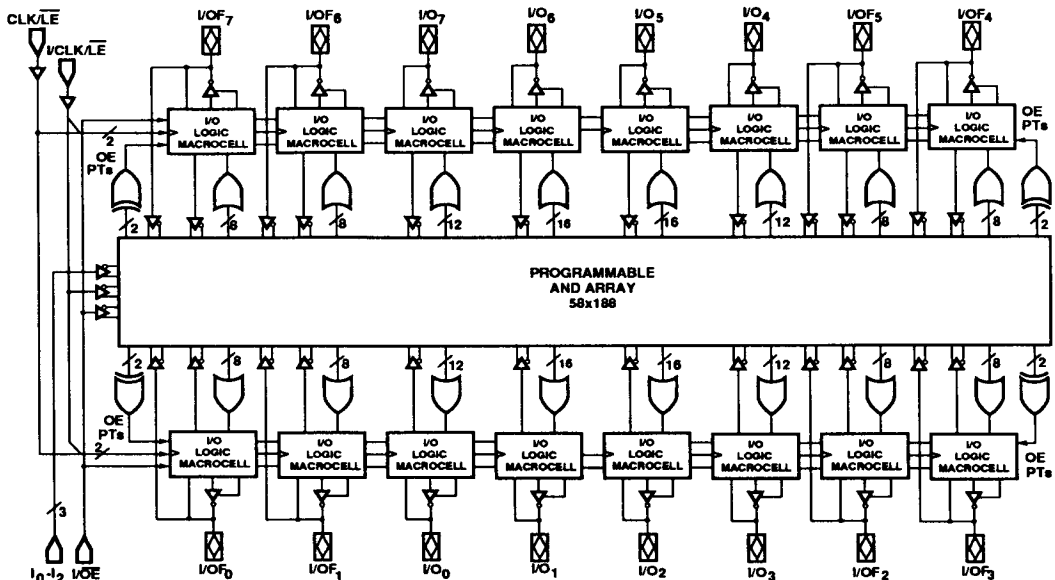 CLK/LE
I/CLK/LE
I/OF7
I/OF6
I/O7
I/O6
I/O5
I/O4
I/OF5
I/OF4
I/O LOGIC MACROCELL
I/O LOGIC MACROCELL
I/O LOGIC MACROCELL
I/O LOGIC MACROCELL
I/O LOGIC MACROCELL
I/O LOGIC MACROCELL
I/O LOGIC MACROCELL
I/O LOGIC MACROCELL
2
OE PTs
OE PTs
2
8
8
12
16
16
12
8
8
2
PROGRAMMABLE
AND ARRAY
58x188
2
8
8
12
16
16
12
8
8
2
OE PTs
2
I/O LOGIC MACROCELL
I/O LOGIC MACROCELL
I/O LOGIC MACROCELL
I/O LOGIC MACROCELL
I/O LOGIC MACROCELL
I/O LOGIC MACROCELL
I/O LOGIC MACROCELL
I/O LOGIC MACROCELL
OE PTs
3
I0-I2
I/OE
I/OF0
I/OF1
I/O0
I/O1
I/O2
I/O3
I/OF2
I/OF3